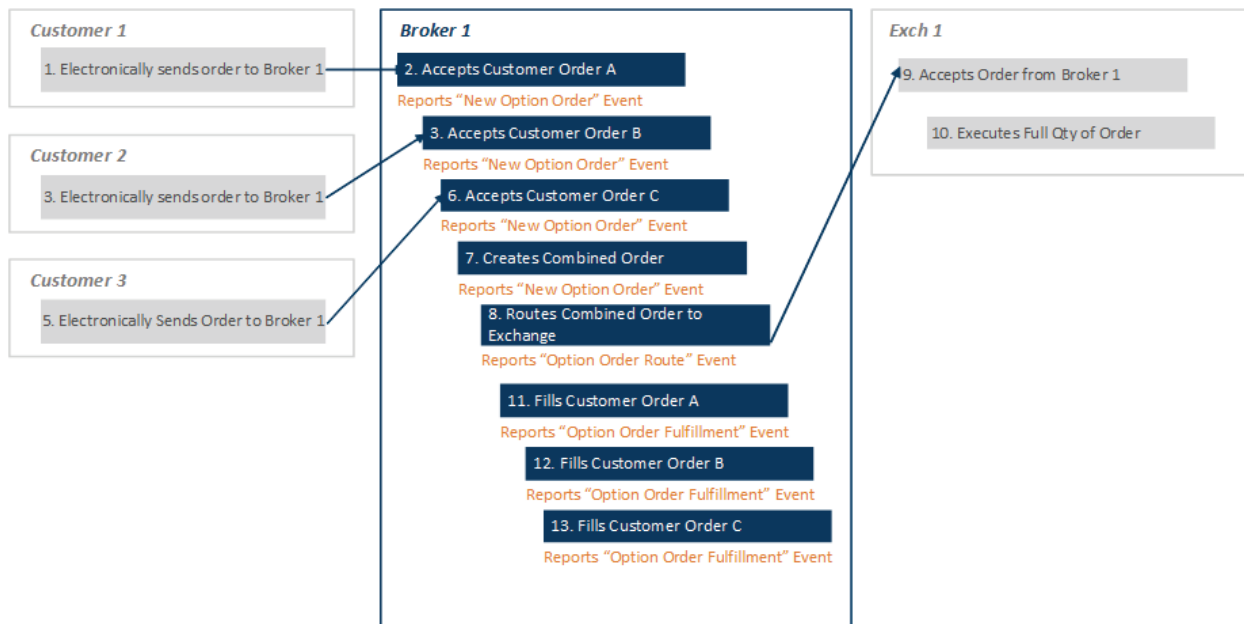 Customer 1
1. Electronically sends order to Broker 1
Customer 2
3. Electronically sends order to Broker 1
Customer 3
5. Electronically Sends Order to Broker 1
Broker 1
2. Accepts Customer Order A
Reports “New Option Order” Event
3. Accepts Customer Order B
Reports “New Option Order” Event
6. Accepts Customer Order C
Reports “New Option Order” Event
7. Creates Combined Order
Reports “New Option Order” Event
8. Routes Combined Order to
Exchange
Reports “Option Order Route” Event
11. Fills Customer Order A
Reports “Option Order Fulfillment” Event
12. Fills Customer Order B
Reports “Option Order Fulfillment” Event
13. Fills Customer Order C
Reports “Option Order Fulfillment” Event
Exch 1
9. Accepts Order from Broker 1
10. Executes Full Qty of Order